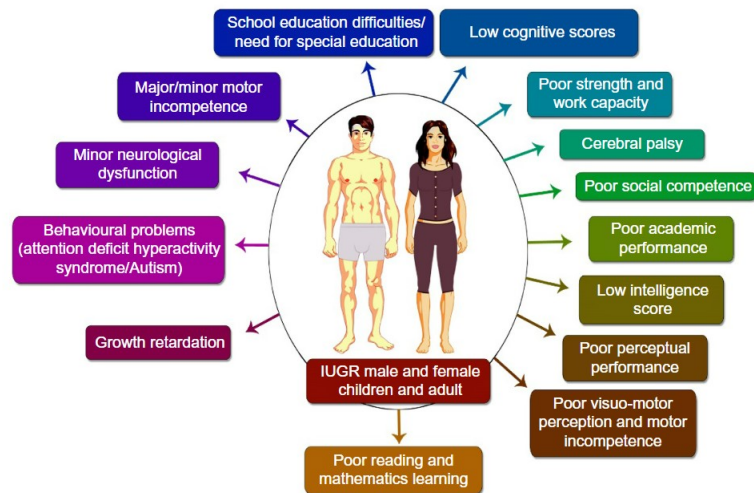 School education difficulties/
need for special education
Low cognitive scores
Major/minor motor
incompetence
Poor strength and
work capacity
Minor neurological
dysfunction
Cerebral palsy
Poor social competence
Behavioural problems
(attention deficit hyperactivity
syndrome/Autism)
Poor academic
performance
Low intelligence
score
Growth retardation
Poor perceptual
performance
IUGR male and female
children and adult
Poor visuo-motor
perception and motor
incompetence
Poor reading and
mathematics learning